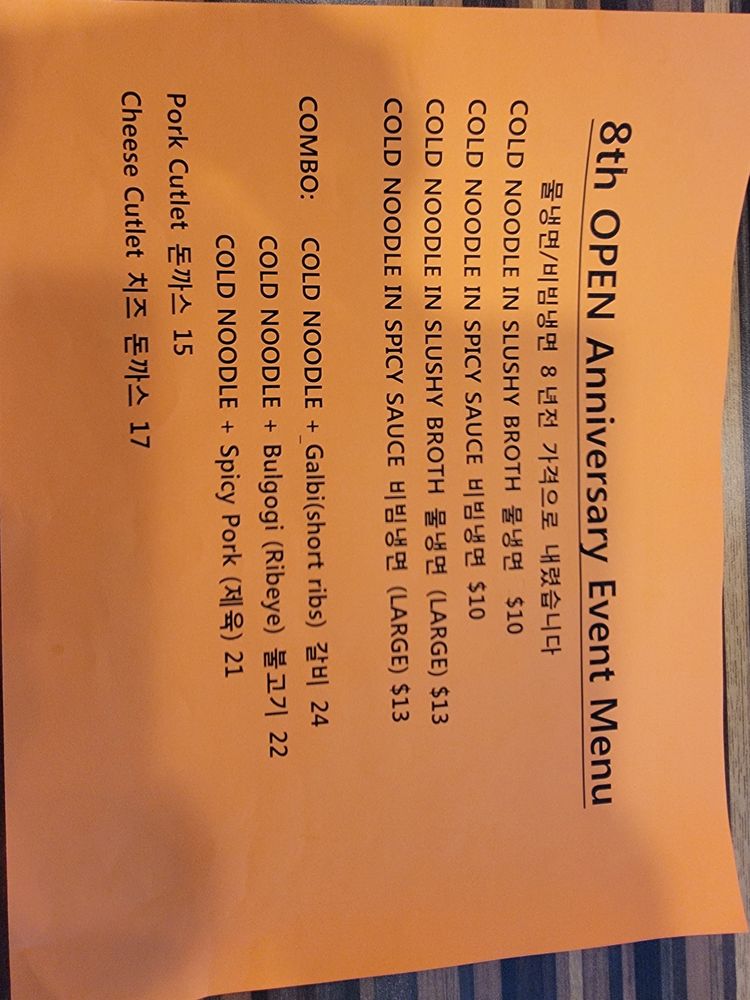 8th OPEN Anniversary Event Menu
물냉면/비빔냉면 8 년전 가격으로 내렸습니다
COLD NOODLE IN SLUSHY BROTH 물냉면 $10
COLD NOODLE IN SPICY SAUCE 비빔냉면 $10
COLD NOODLE IN SLUSHY BROTH 물냉면 (LARGE) $13
COLD NOODLE IN SPICY SAUCE 비빔냉면 (LARGE) $13
COMBO: COLD NOODLE + Galbi(short ribs) 갈비 24
COLD NOODLE + Bulgogi (Ribeye) 불고기 22
COLD NOODLE + Spicy Pork (제육) 21
Pork Cutlet 돈까스 15
Cheese Cutlet 치즈 돈까스 17